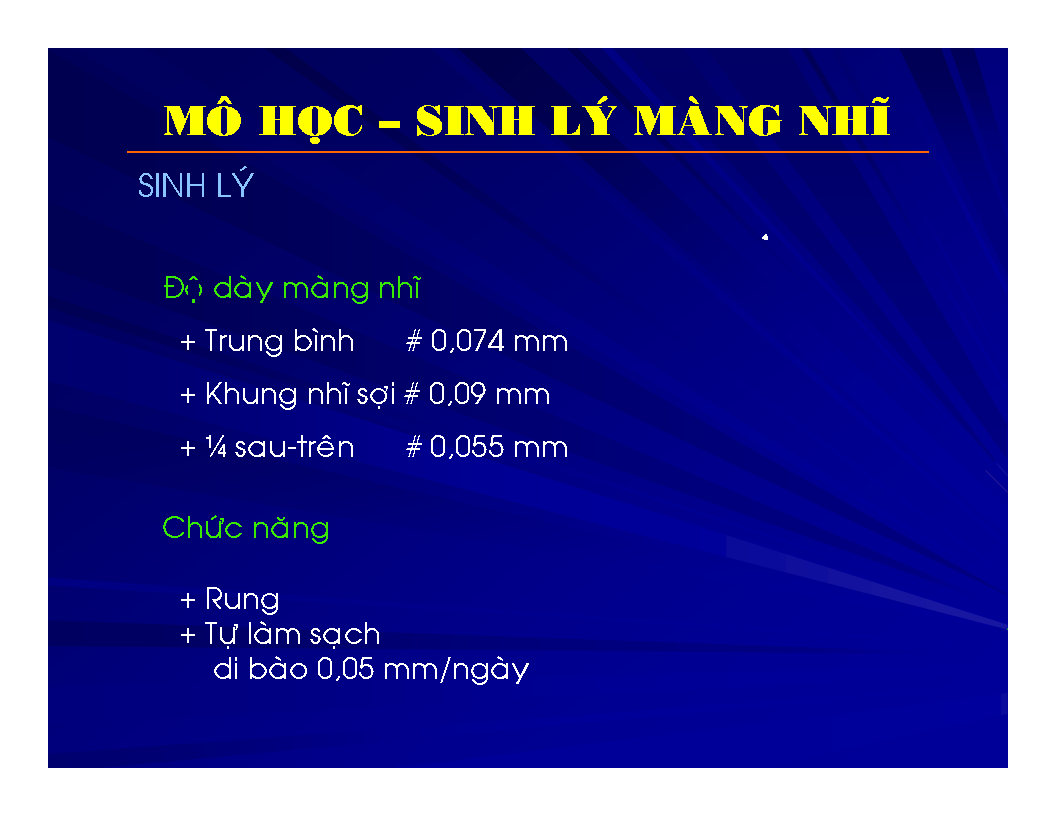 MÔ HỌC – SINH LÝ MÀNG NHĨ
SINH LÝ
Độ dày màng nhĩ
+ Trung bình # 0,074 mm
+ Khung nhĩ sợi # 0,09 mm
+ ¼ sau-trên # 0,055 mm
Chức năng
+ Rung
+ Tự làm sạch
di bào 0,05 mm/ngày